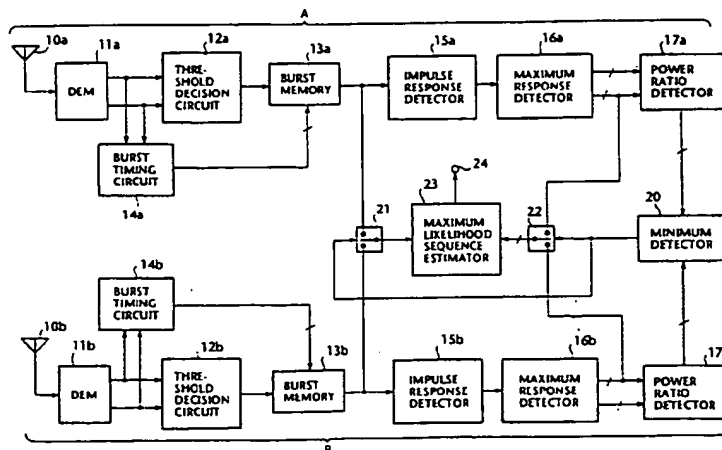 A
10a
11a
12a
13a
15a
16a
17a
DEM
THRE-
SHOLD
DECISION
CIRCUIT
BURST
MEMORY
IMPULSE
RESPONSE
DETECTOR
MAXIMUM
RESPONSE
DETECTOR
POWER
RATIO
DETECTOR
BURST TIMING
CIRCUIT
14a
24
23
21
22
20
MAXIMUM
LIKELIHOOD
SEQUENCE
ESTIMATOR
MINIMUM
DETECTOR
14b
BURST TIMING
CIRCUIT
10b
11b
12b
13b
15b
16b
17
DEM
THRE-
SHOLD
DECISION
CIRCUIT
BURST
MEMORY
IMPULSE
RESPONSE
DETECTOR
MAXIMUM
RESPONSE
DETECTOR
POWER
RATIO
DETECTOR